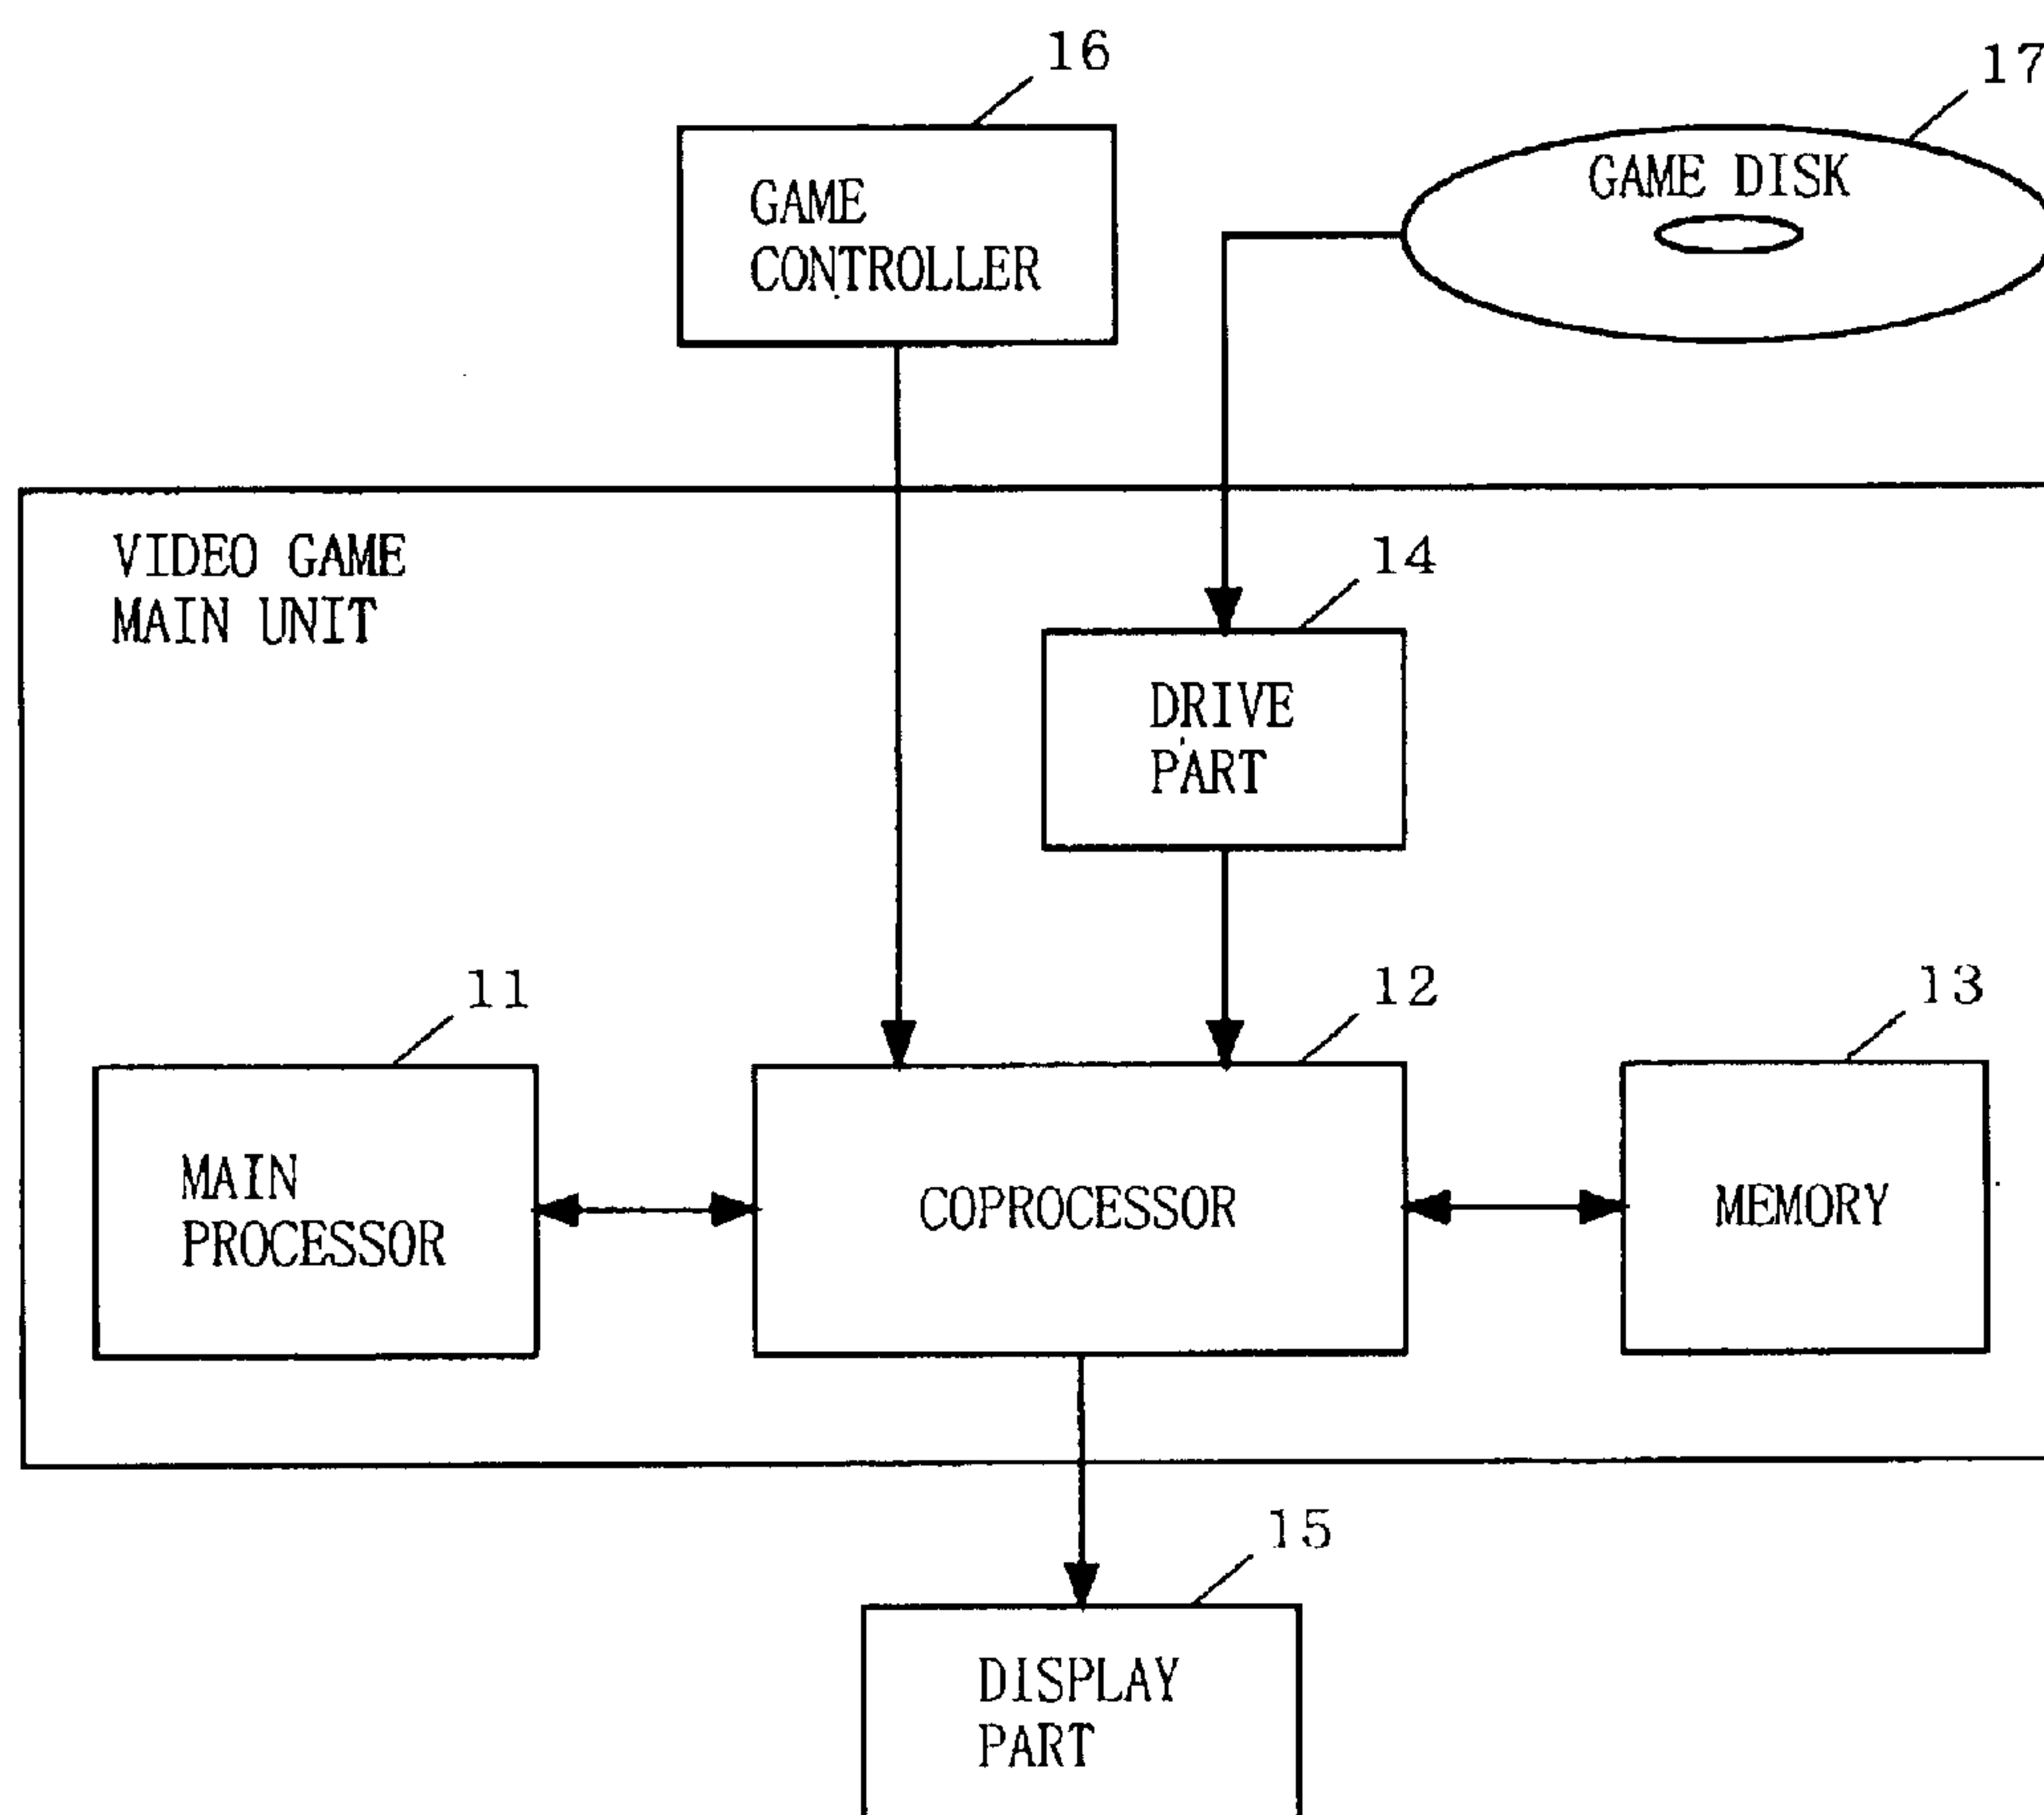 16
17
GAME
CONTROLLER
GAME DISK
VIDEO GAME
MAIN UNIT
14
DRIVE
PART
11
12
13
MAIN
PROCESSOR
COPROCESSOR
MEMORY
15
DISPLAY
PART